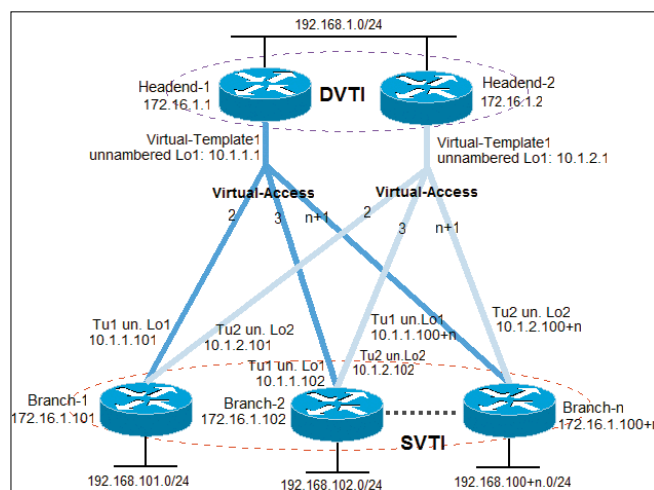 192.168.1.0/24
Headend-1
172.16.1.1
DVTI
Headend-2
172.16.1.2
Virtual-Template1
unnambered Lo1: 10.1.1.1
Virtual-Template1
unnambered Lo1: 10.1.2.1
Virtual-Access
Virtual-Access
2
3
n+1
2
3
n+1
Tu1 un. Lo1
10.1.1.101
Tu2 un. Lo2
10.1.2.101
Tu1 un. Lo1
10.1.1.102
Tu1 un. Lo1
10.1.1.100+n
Tu2 un.Lo2
10.1.2.102
Tu2 un. Lo2
10.1.2.100+n
Branch-1
172.16.1.101
Branch-2
172.16.1.102
SVTI
Branch-n
172.16.1.100+n
192.168.101.0/24
192.168.102.0/24
192.168.100+n.0/24